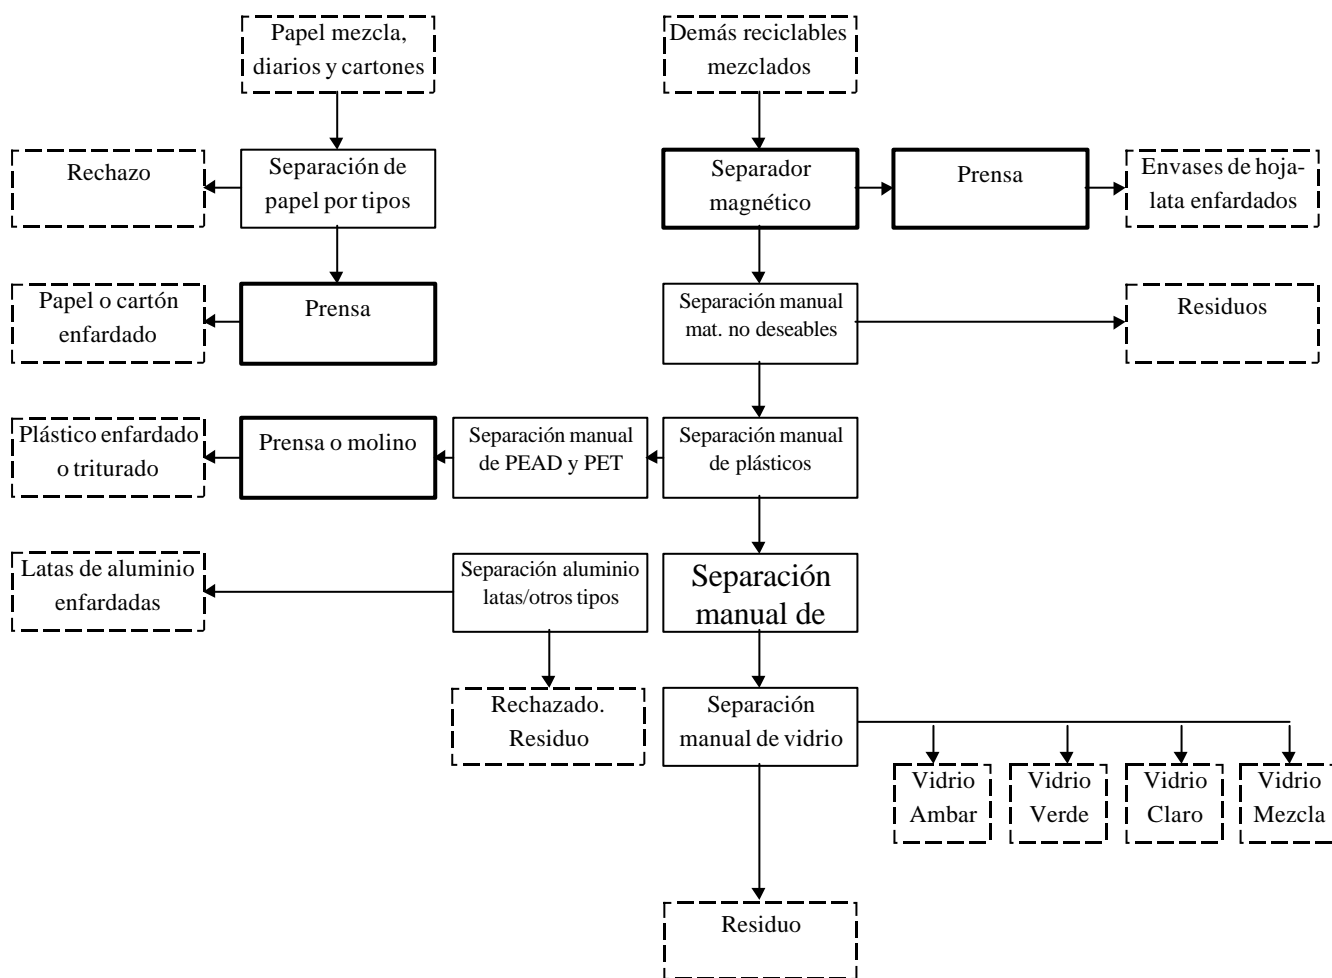 Papel mezcla,
diarios y cartones
Demás reciclables
mezclados
Rechazo
Separación de
papel por tipos
Separador
magnético
Prensa
Envases de hoja-
lata enfardados
Papel o cartón
enfardado
Prensa
Separación manual
mat. no deseables
Residuos
Plástico enfardado
o triturado
Prensa o molino
Separación manual
de PEAD y PET
Separación manual
de plásticos
Latas de aluminio
enfardadas
Separación aluminio
latas/otros tipos
Separación
manual de
Rechazado.
Residuo
Separación
manual de vidrio
Vidrio
Ambar
Vidrio
Verde
Vidrio
Claro
Vidrio
Mezcla
Residuo